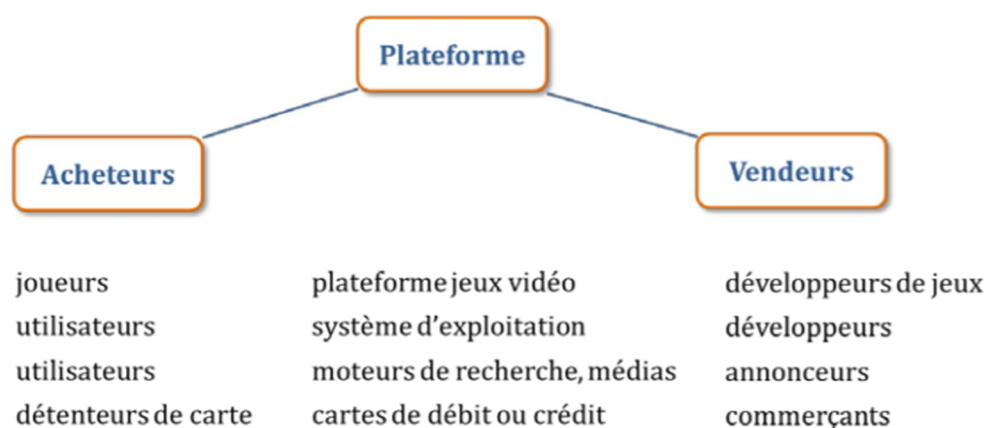 Plateforme
Acheteurs
Vendeurs
joueurs plateforme jeux vidéo développeurs de jeux
utilisateurs système d'exploitation développeurs
utilisateurs moteurs de recherche, médias annonceurs
détenteurs de carte cartes de débit ou crédit commerçants